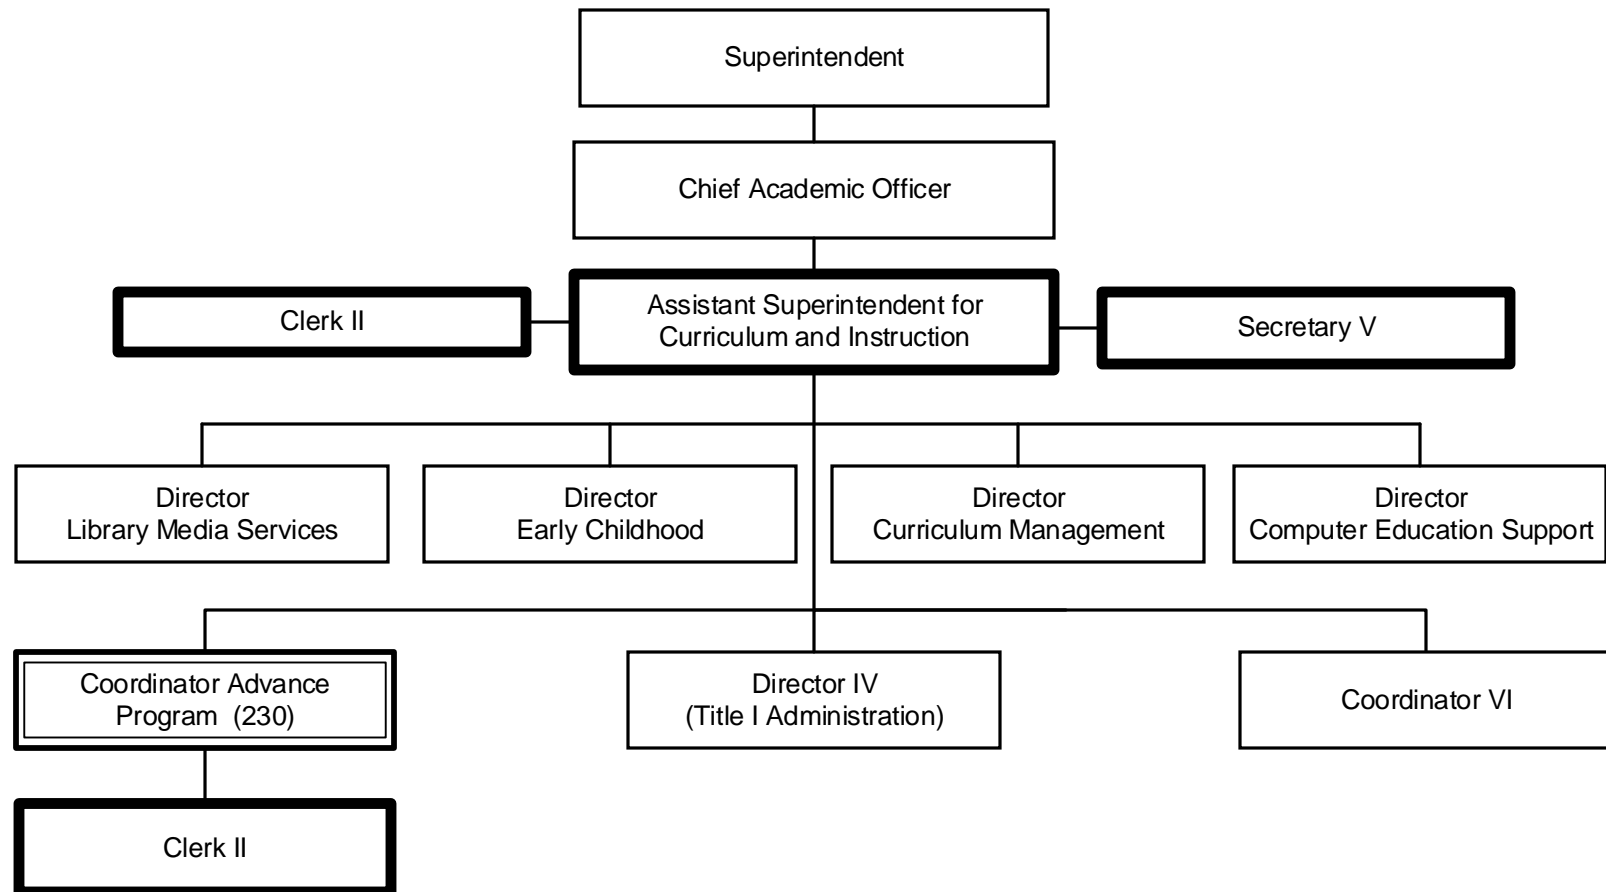 Superintendent
Chief Academic Officer
Clerk II
Assistant Superintendent for
Curriculum and Instruction
Secretary V
Director
Library Media Services
Director
Early Childhood
Director
Curriculum Management
Director
Computer Education Support
Coordinator Advance
Program  (230)
Director IV
(Title I Administration)
Coordinator VI
Clerk II